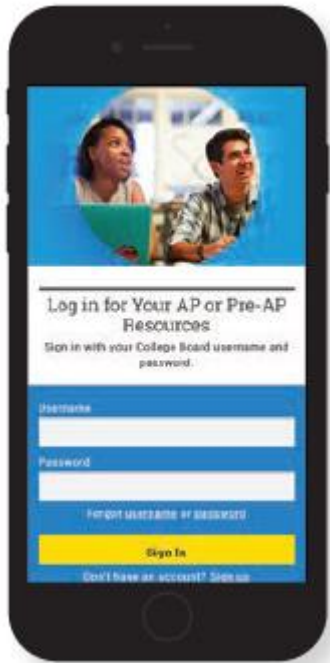 Log in for Your AP or Pre-AP
Resources
Sign in with your College Board username and
password.
Username
Password
Forgot username or password
Sign In
Don't have an account? Sign up